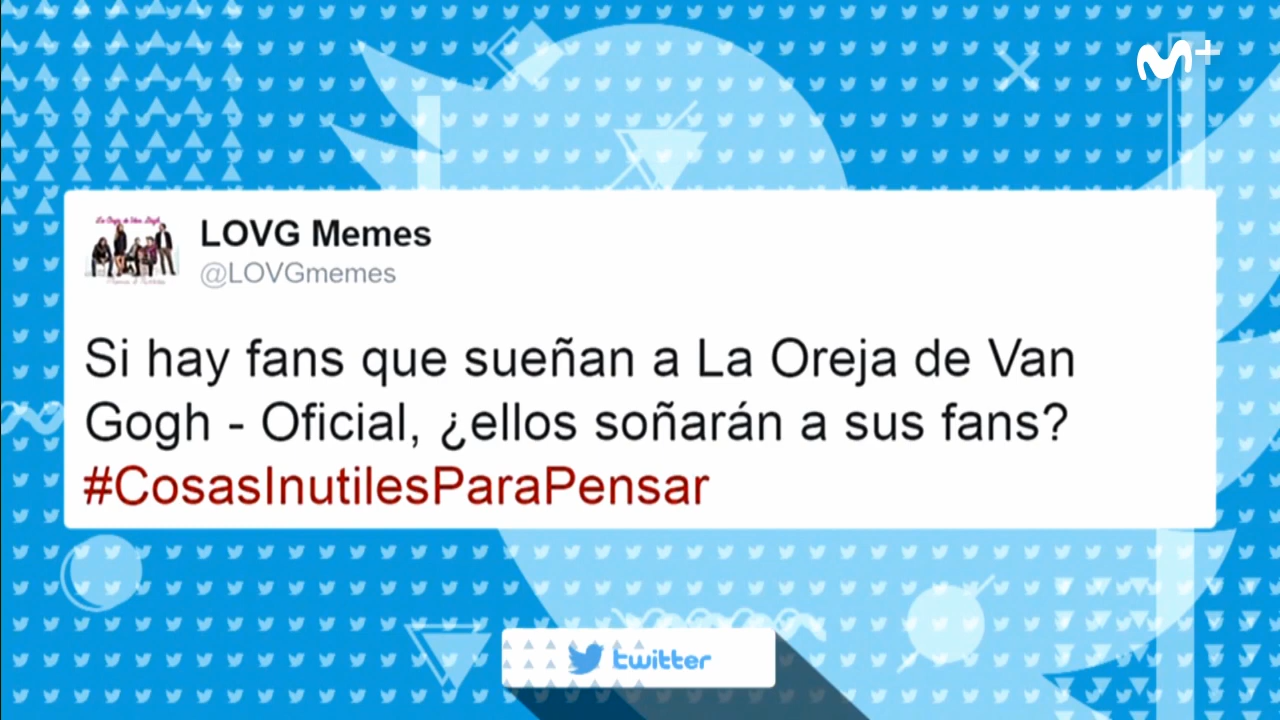 M+
LOVG Memes
@LOVGmemes
Si hay fans que sueñan a La Oreja de Van
Gogh - Oficial, ¿ellos soñarán a sus fans?
#CosasInutilesParaPensar
twitter